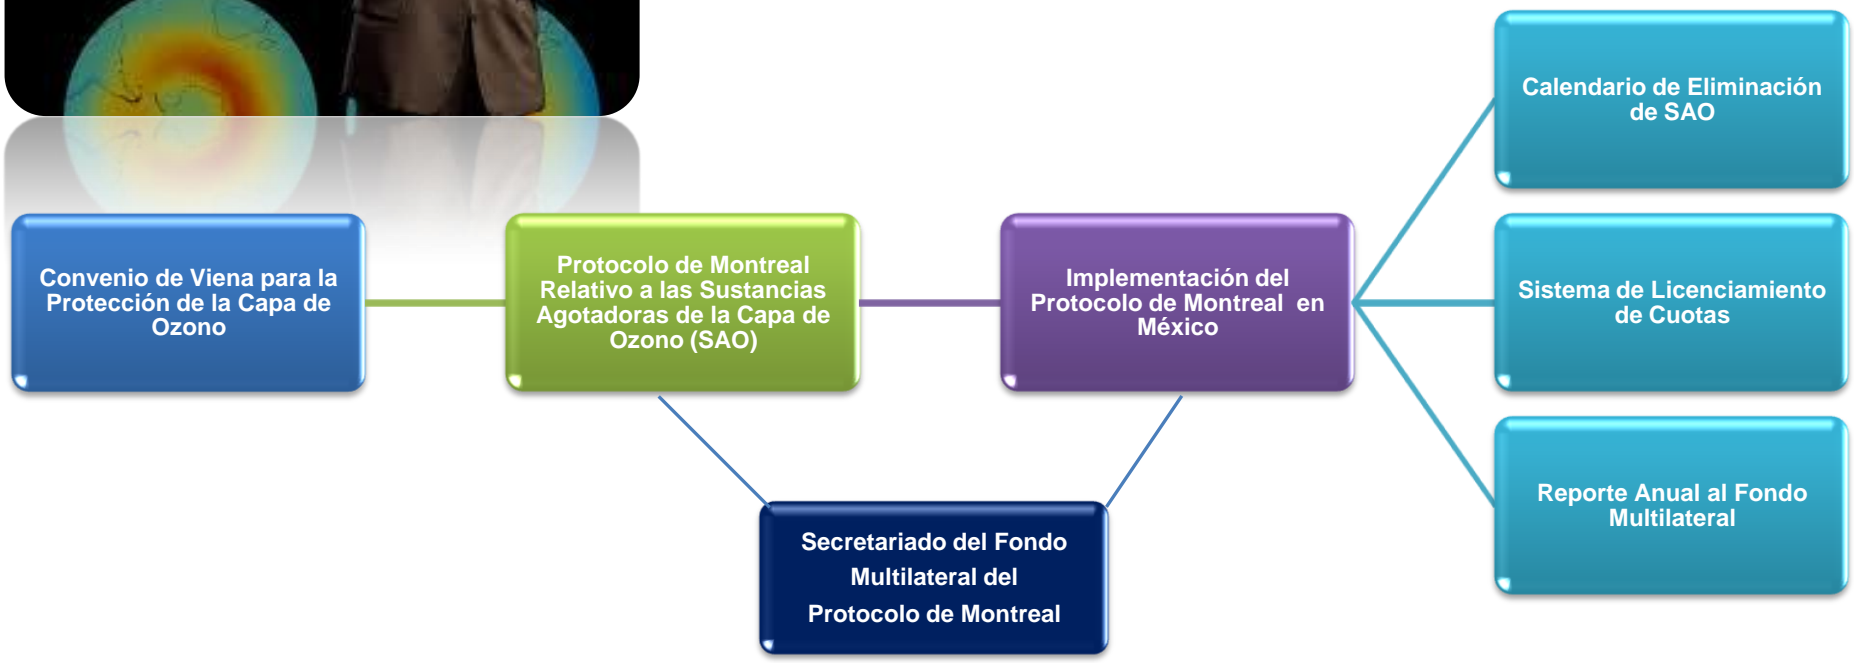 Convenio de Viena para la
Protección de la Capa de
Ozono
Protocolo de Montreal
Relativo a las Sustancias
Agotadoras de la Capa de
Ozono (SAO)
Implementación del
Protocolo de Montreal en
México
Calendario de Eliminación
de SAO
Sistema de Licenciamiento
de Cuotas
Reporte Anual al Fondo
Multilateral
Secretariado del Fondo
Multilateral del
Protocolo de Montreal